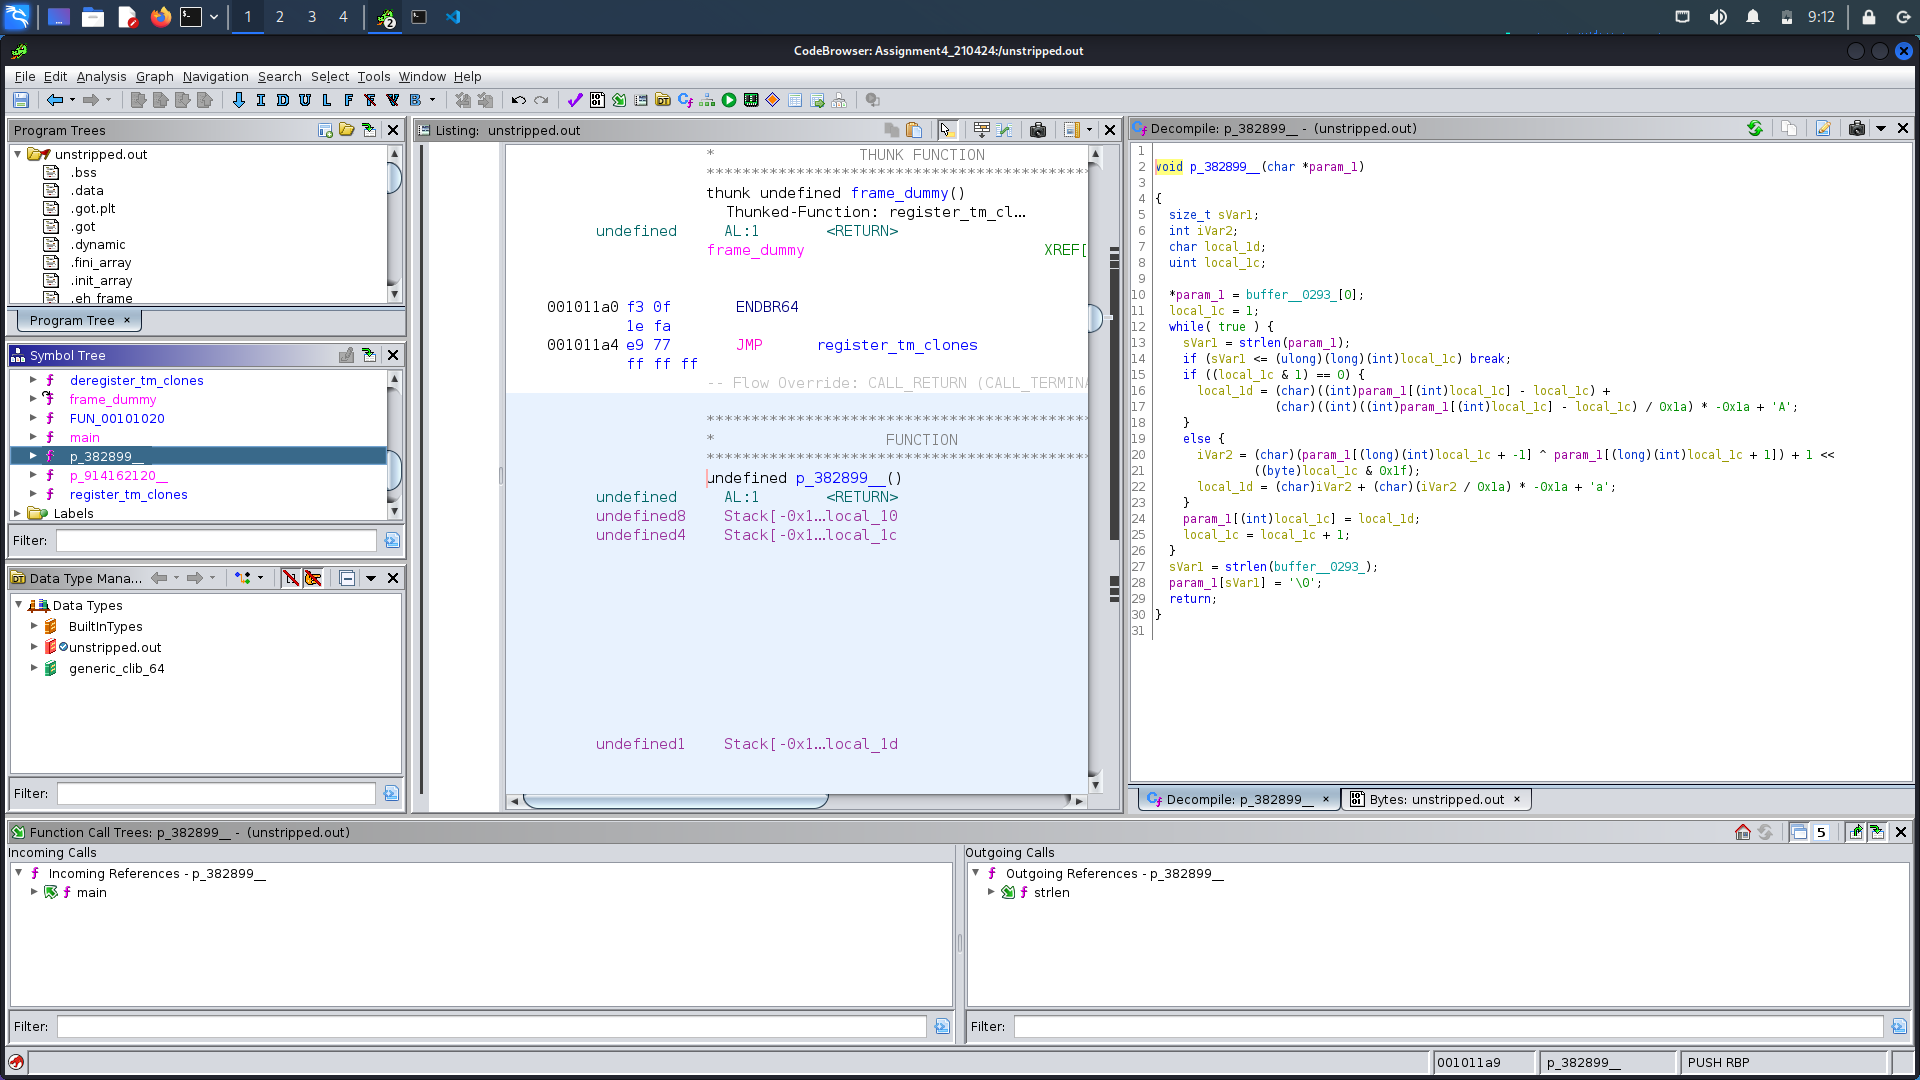 1 2 3 4 2 9:12
CodeBrowser: Assignment4_210424:/unstripped.out
File Edit Analysis Graph Navigation Search Select Tools Window Help
I D U L F B
Program Trees
unstripped.out
.bss
.data
.got.plt
.got
.dynamic
.fini_array
.init_array
.eh_frame
Program Tree ×
Symbol Tree
deregister_tm_clones
frame_dummy
FUN_00101020
main
p_382899__
p_914162120__
register_tm_clones
Labels
Filter:
Data Type Mana...
Data Types
BuiltInTypes
unstripped.out
generic_clib_64
Filter:
Listing: unstripped.out
* THUNK FUNCTION
******************************************
thunk undefined frame_dummy()
Thunked-Function: register_tm_cl...
undefined AL:1 <RETURN>
frame_dummy XREF[
001011a0 f3 0f ENDBR64
1e fa
001011a4 e9 77 JMP register_tm_clones
ff ff ff
-- Flow Override: CALL_RETURN (CALL_TERMINA
******************************************
* FUNCTION
******************************************
undefined p_382899__()
undefined AL:1 <RETURN>
undefined8 Stack[-0x1...local_10
undefined4 Stack[-0x1...local_1c
undefined1 Stack[-0x1...local_1d
Decompile: p_382899__ - (unstripped.out)
1
2 void p_382899__(char *param_1)
3
4 {
5 size_t sVar1;
6 int iVar2;
7 char local_1d;
8 uint local_1c;
9
10 *param_1 = buffer__0293_[0];
11 local_1c = 1;
12 while( true ) {
13 sVar1 = strlen(param_1);
14 if (sVar1 <= (ulong)(long)(int)local_1c) break;
15 if ((local_1c & 1) == 0) {
16 local_1d = (char)((int)param_1[(int)local_1c] - local_1c) +
17 (char)((int)((int)param_1[(int)local_1c] - local_1c) / 0x1a) * -0x1a + 'A';
18 }
19 else {
20 iVar2 = (char)(param_1[(long)(int)local_1c + -1] ^ param_1[(long)(int)local_1c + 1]) + 1 <<
21 ((byte)local_1c & 0x1f);
22 local_1d = (char)iVar2 + (char)(iVar2 / 0x1a) * -0x1a + 'a';
23 }
24 param_1[(int)local_1c] = local_1d;
25 local_1c = local_1c + 1;
26 }
27 sVar1 = strlen(buffer__0293_);
28 param_1[sVar1] = '\0';
29 return;
30 }
31
Decompile: p_382899__ × Bytes: unstripped.out ×
Function Call Trees: p_382899__ - (unstripped.out)
5
Incoming Calls
Incoming References - p_382899__
main
Filter:
Outgoing Calls
Outgoing References - p_382899__
strlen
Filter:
001011a9 p_382899__ PUSH RBP